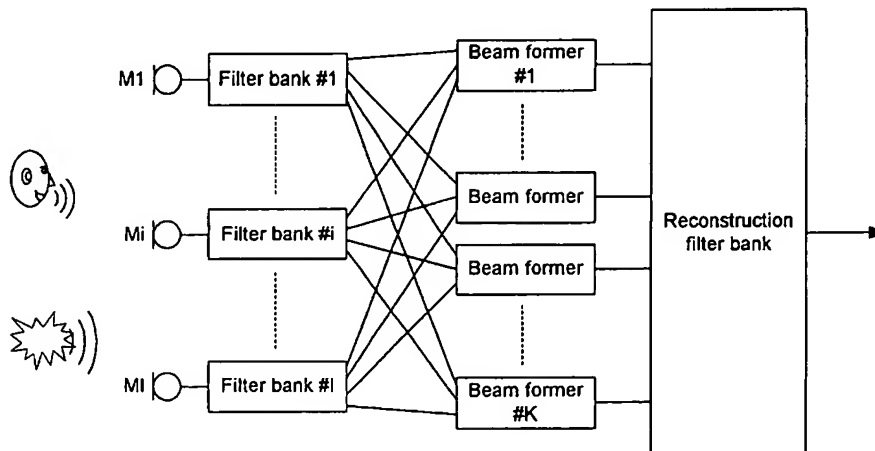 M1
Filter bank #1
Beam former
#1
Mi
Filter bank #i
Beam former
Beam former
Reconstruction
filter bank
MI
Filter bank #I
Beam former
#K